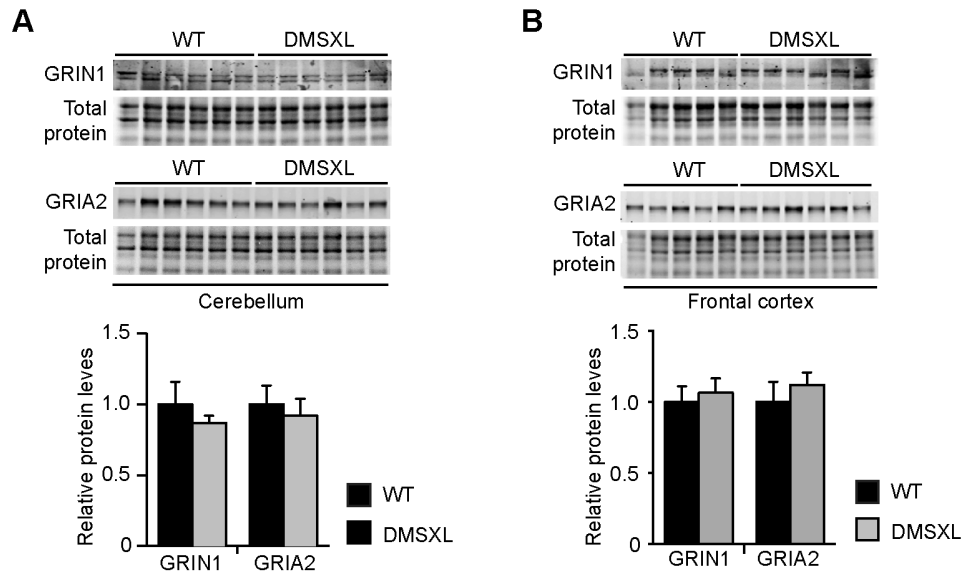 A
WT DMSXL
GRIN1
Total
protein
WT DMSXL
GRIA2
Total
protein
Cerebellum
Relative protein leves
1.5
1.0
0.5
0
GRIN1 GRIA2
WT
DMSXL
B
WT DMSXL
GRIN1
Total
protein
WT DMSXL
GRIA2
Total
protein
Frontal cortex
Relative protein leves
1.5
1.0
0.5
0
GRIN1 GRIA2
WT
DMSXL